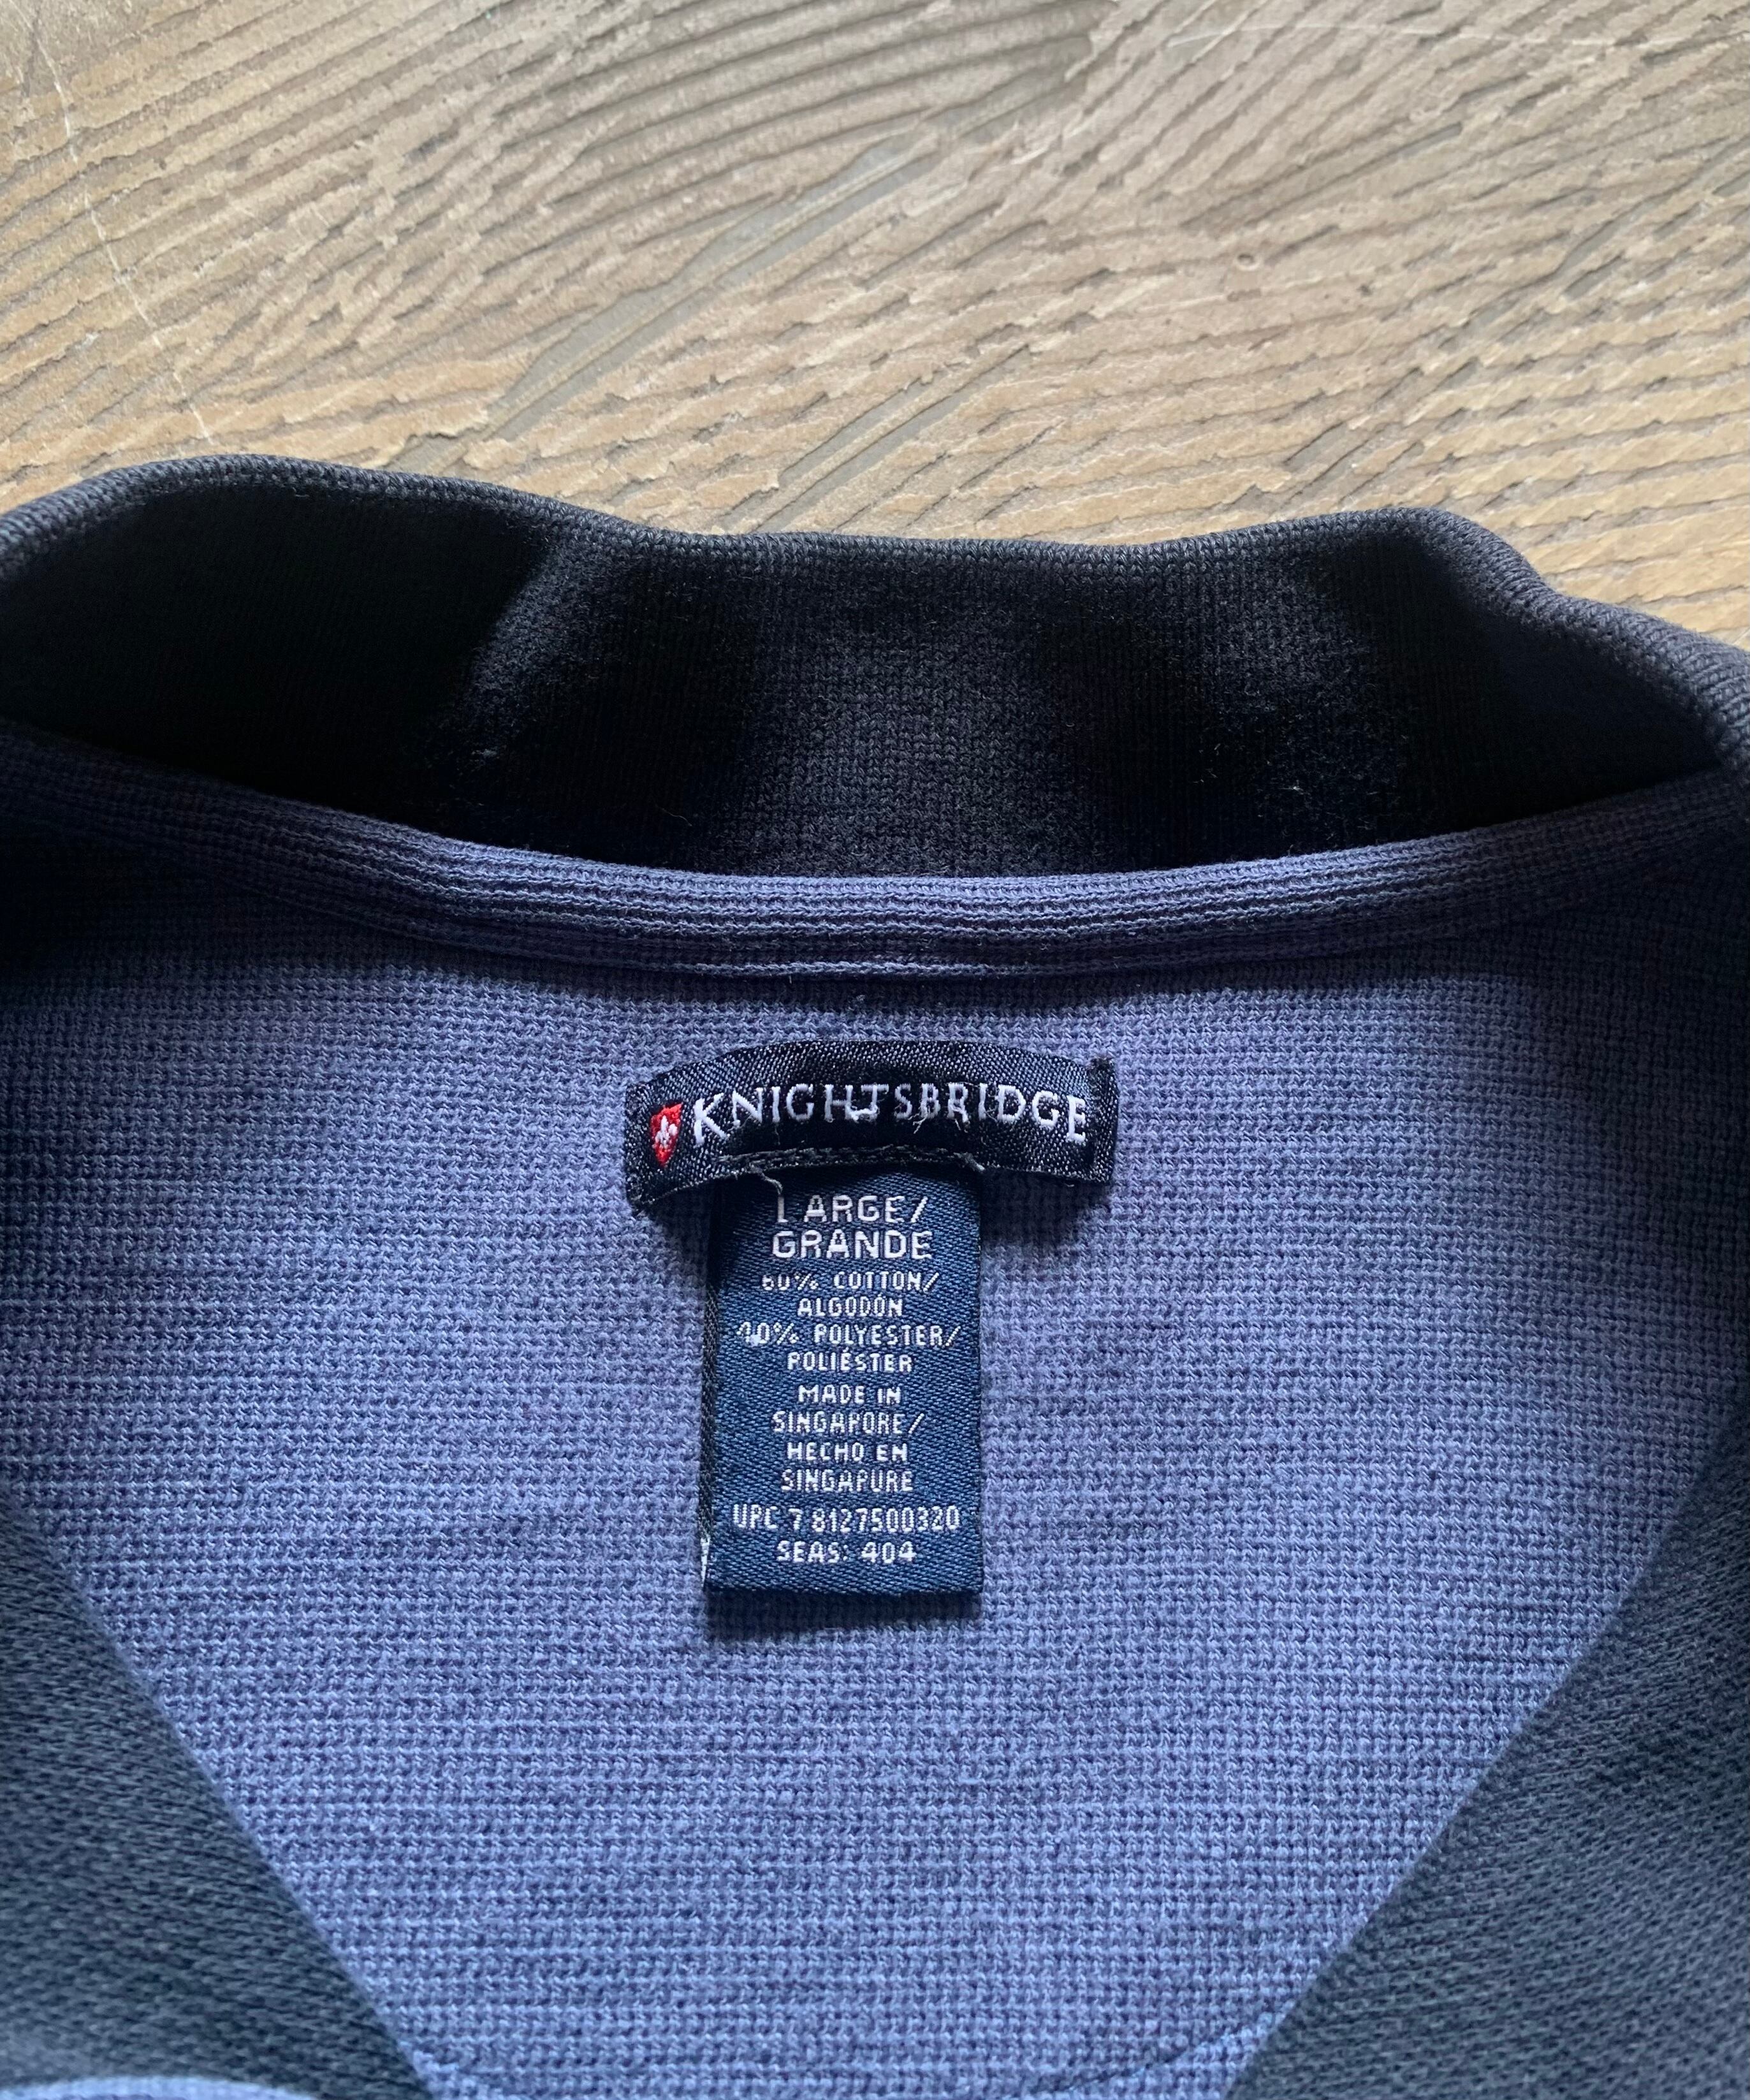 KNIGHTSBRIDGE
LARGE/
GRANDE
60% COTTON/
ALGODÓN
40% POLYESTER/
POLIÉSTER
MADE IN
SINGAPORE/
HECHO EN
SINGAPURE
UPC 7 8127500320
SEAS: 404